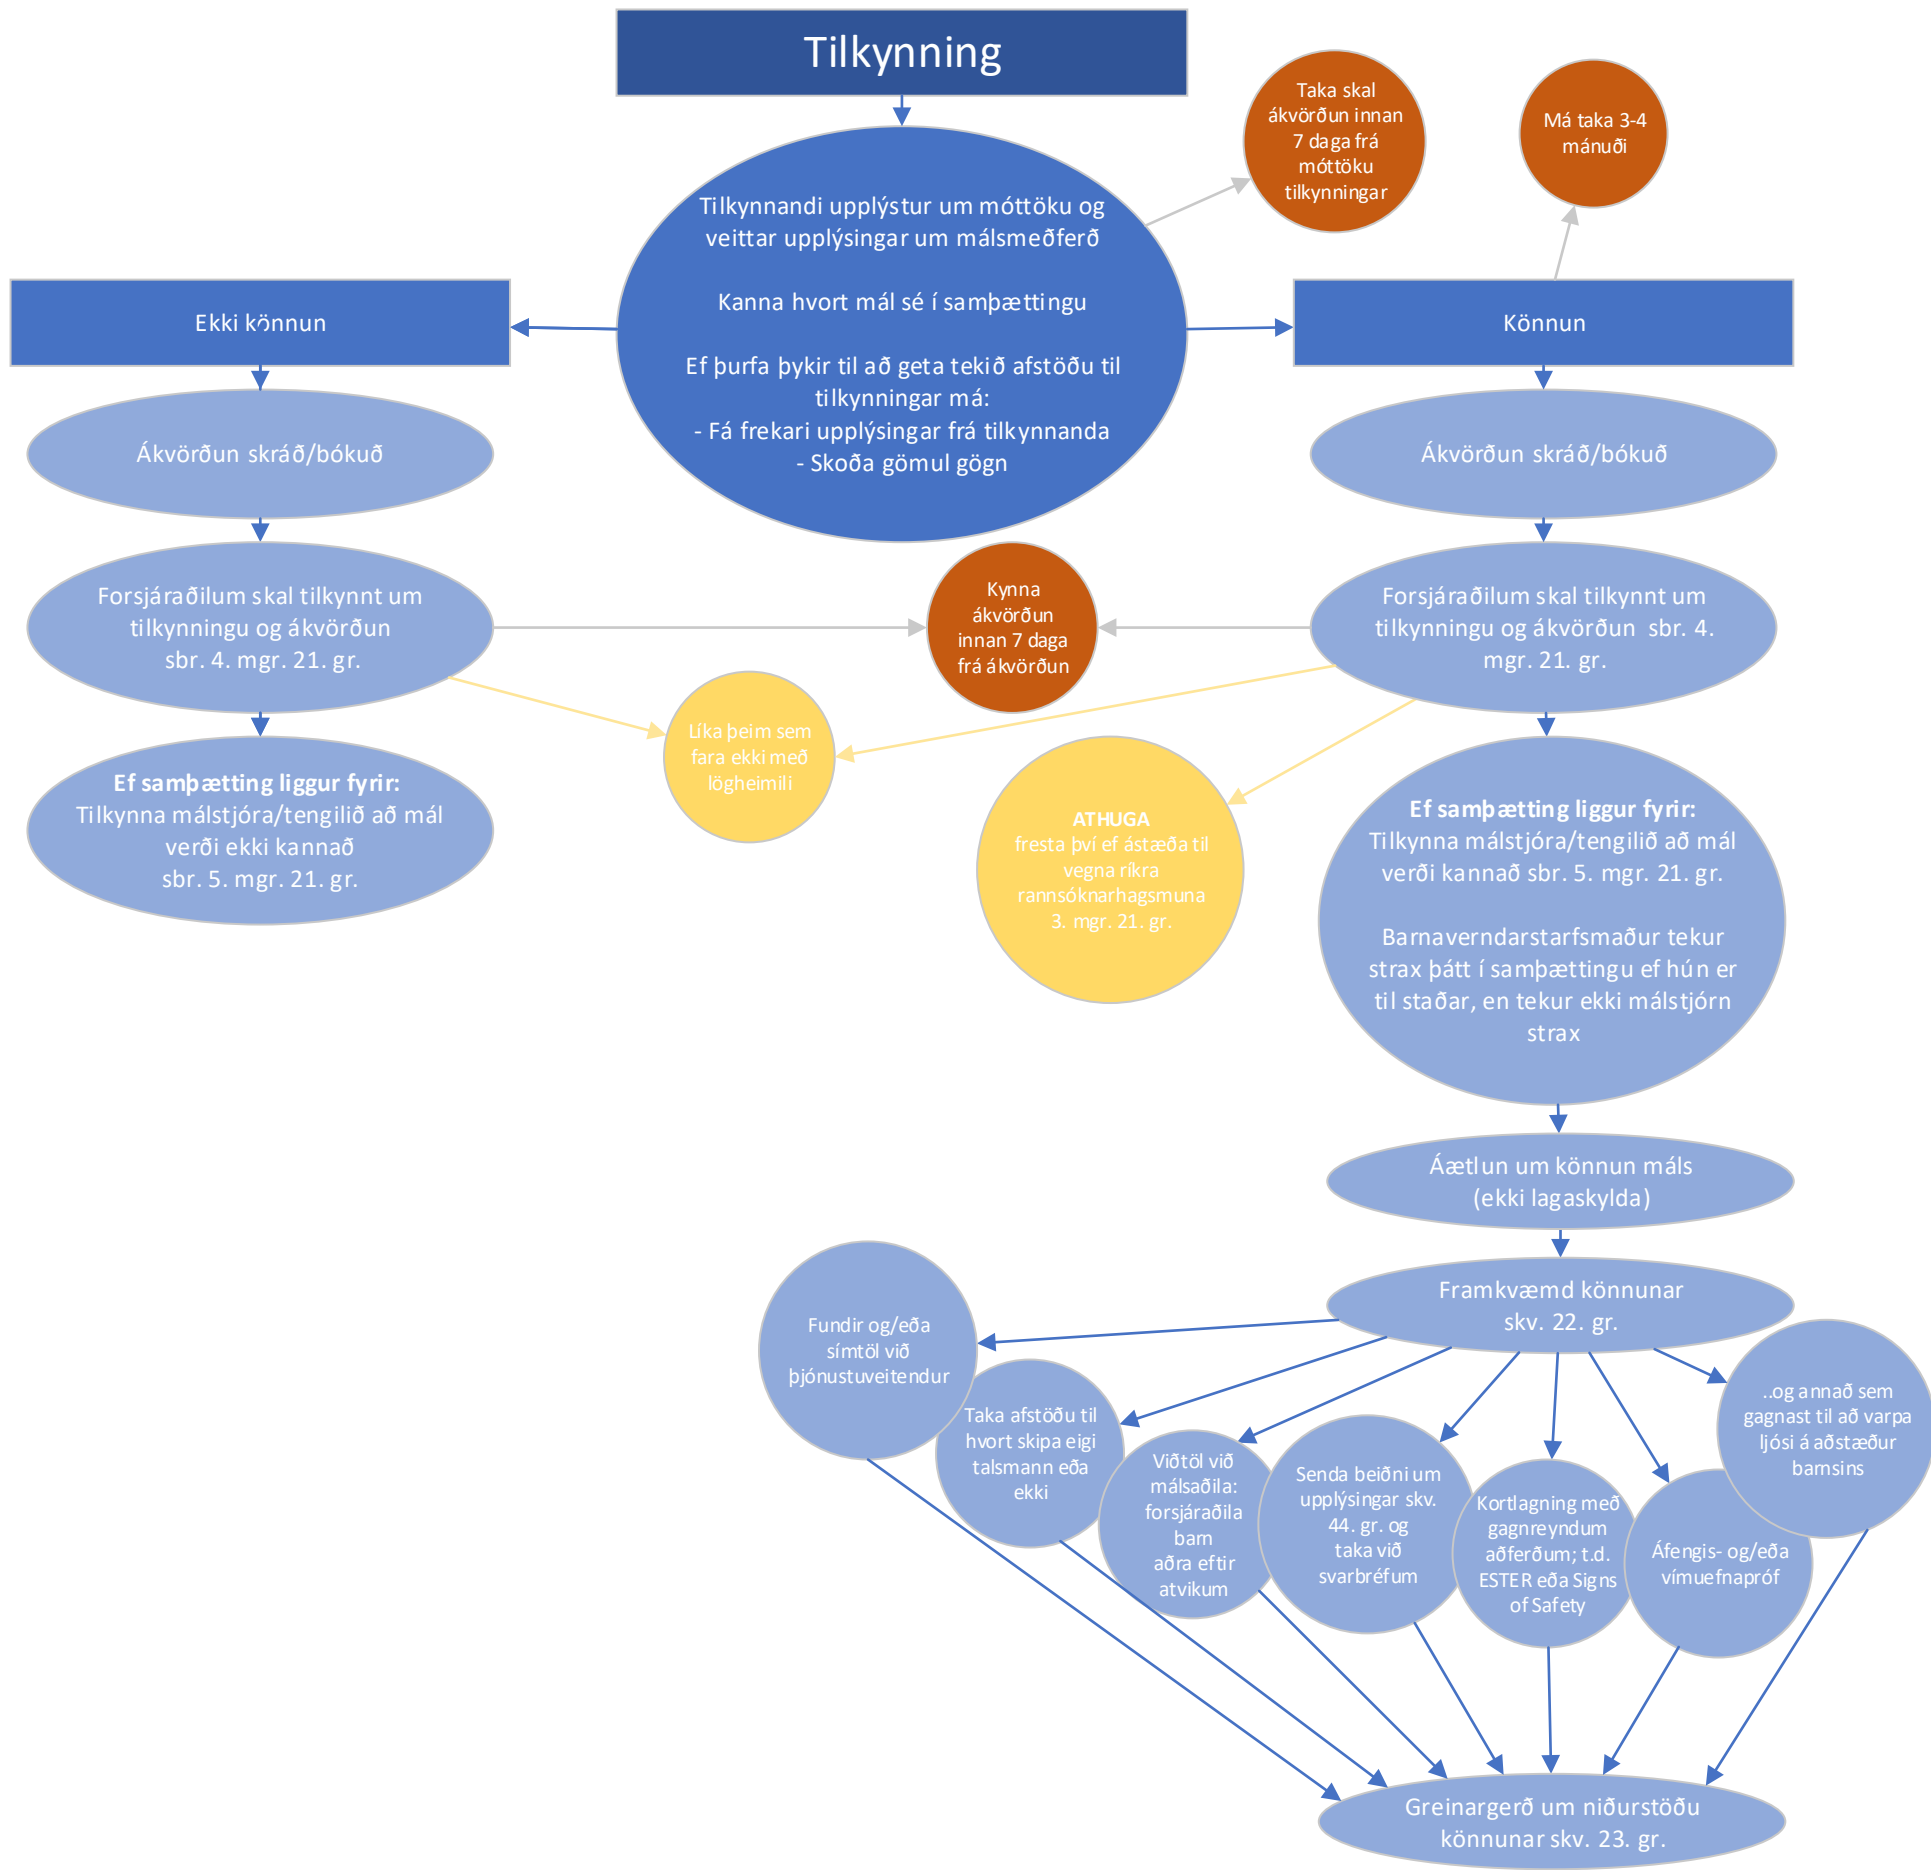 Tilkynning
Taka skal
ákvörðun innan
7 daga frá
móttöku
tilkynningar
Má taka 3-4
mánuði
Tilkynnandi upplýstur um móttöku og
veittar upplýsingar um málsmeðferð
Kanna hvort mál sé í samþættingu
Ef þurfa þykir til að geta tekið afstöðu til
tilkynningar má:
- Fá frekari upplýsingar frá tilkynnanda
- Skoða gömul gögn
Ekki könnun
Könnun
Ákvörðun skráð/bókuð
Ákvörðun skráð/bókuð
Forsjáraðilum skal tilkynnt um
tilkynningu og ákvörðun
sbr. 4. mgr. 21. gr.
Kynna
ákvörðun
innan 7 daga
frá ákvörðun
Forsjáraðilum skal tilkynnt um
tilkynningu og ákvörðun sbr. 4.
mgr. 21. gr.
Líka þeim sem
fara ekki með
lögheimili
Ef samþætting liggur fyrir:
Tilkynna málstjóra/tengilið að mál
verði ekki kannað
sbr. 5. mgr. 21. gr.
ATHUGA
fresta því ef ástæða til
vegna ríkra
rannsóknarhagsmuna
3. mgr. 21. gr.
Ef samþætting liggur fyrir:
Tilkynna málstjóra/tengilið að mál
verði kannað sbr. 5. mgr. 21. gr.
Barnaverndarstarfsmaður tekur
strax þátt í samþættingu ef hún er
til staðar, en tekur ekki málstjórn
strax
Áætlun um könnun máls
(ekki lagaskylda)
Framkvæmd könnunar
skv. 22. gr.
Fundir og/eða
símtöl við
þjónustuveitendur
Taka afstöðu til
hvort skipa eigi
talsmann eða
ekki
Viðtöl við
málsaðila:
forsjáraðila
barn
aðra eftir
atvikum
Senda beiðni um
upplýsingar skv.
44. gr. og
taka við
svarbréfum
Kortlagning með
gagnreyndum
aðferðum; t.d.
ESTER eða Signs
of Safety
Áfengis- og/eða
vímuefnapróf
..og annað sem
gagnast til að varpa
ljósi á aðstæður
barnsins
Greinargerð um niðurstöðu
könnunar skv. 23. gr.